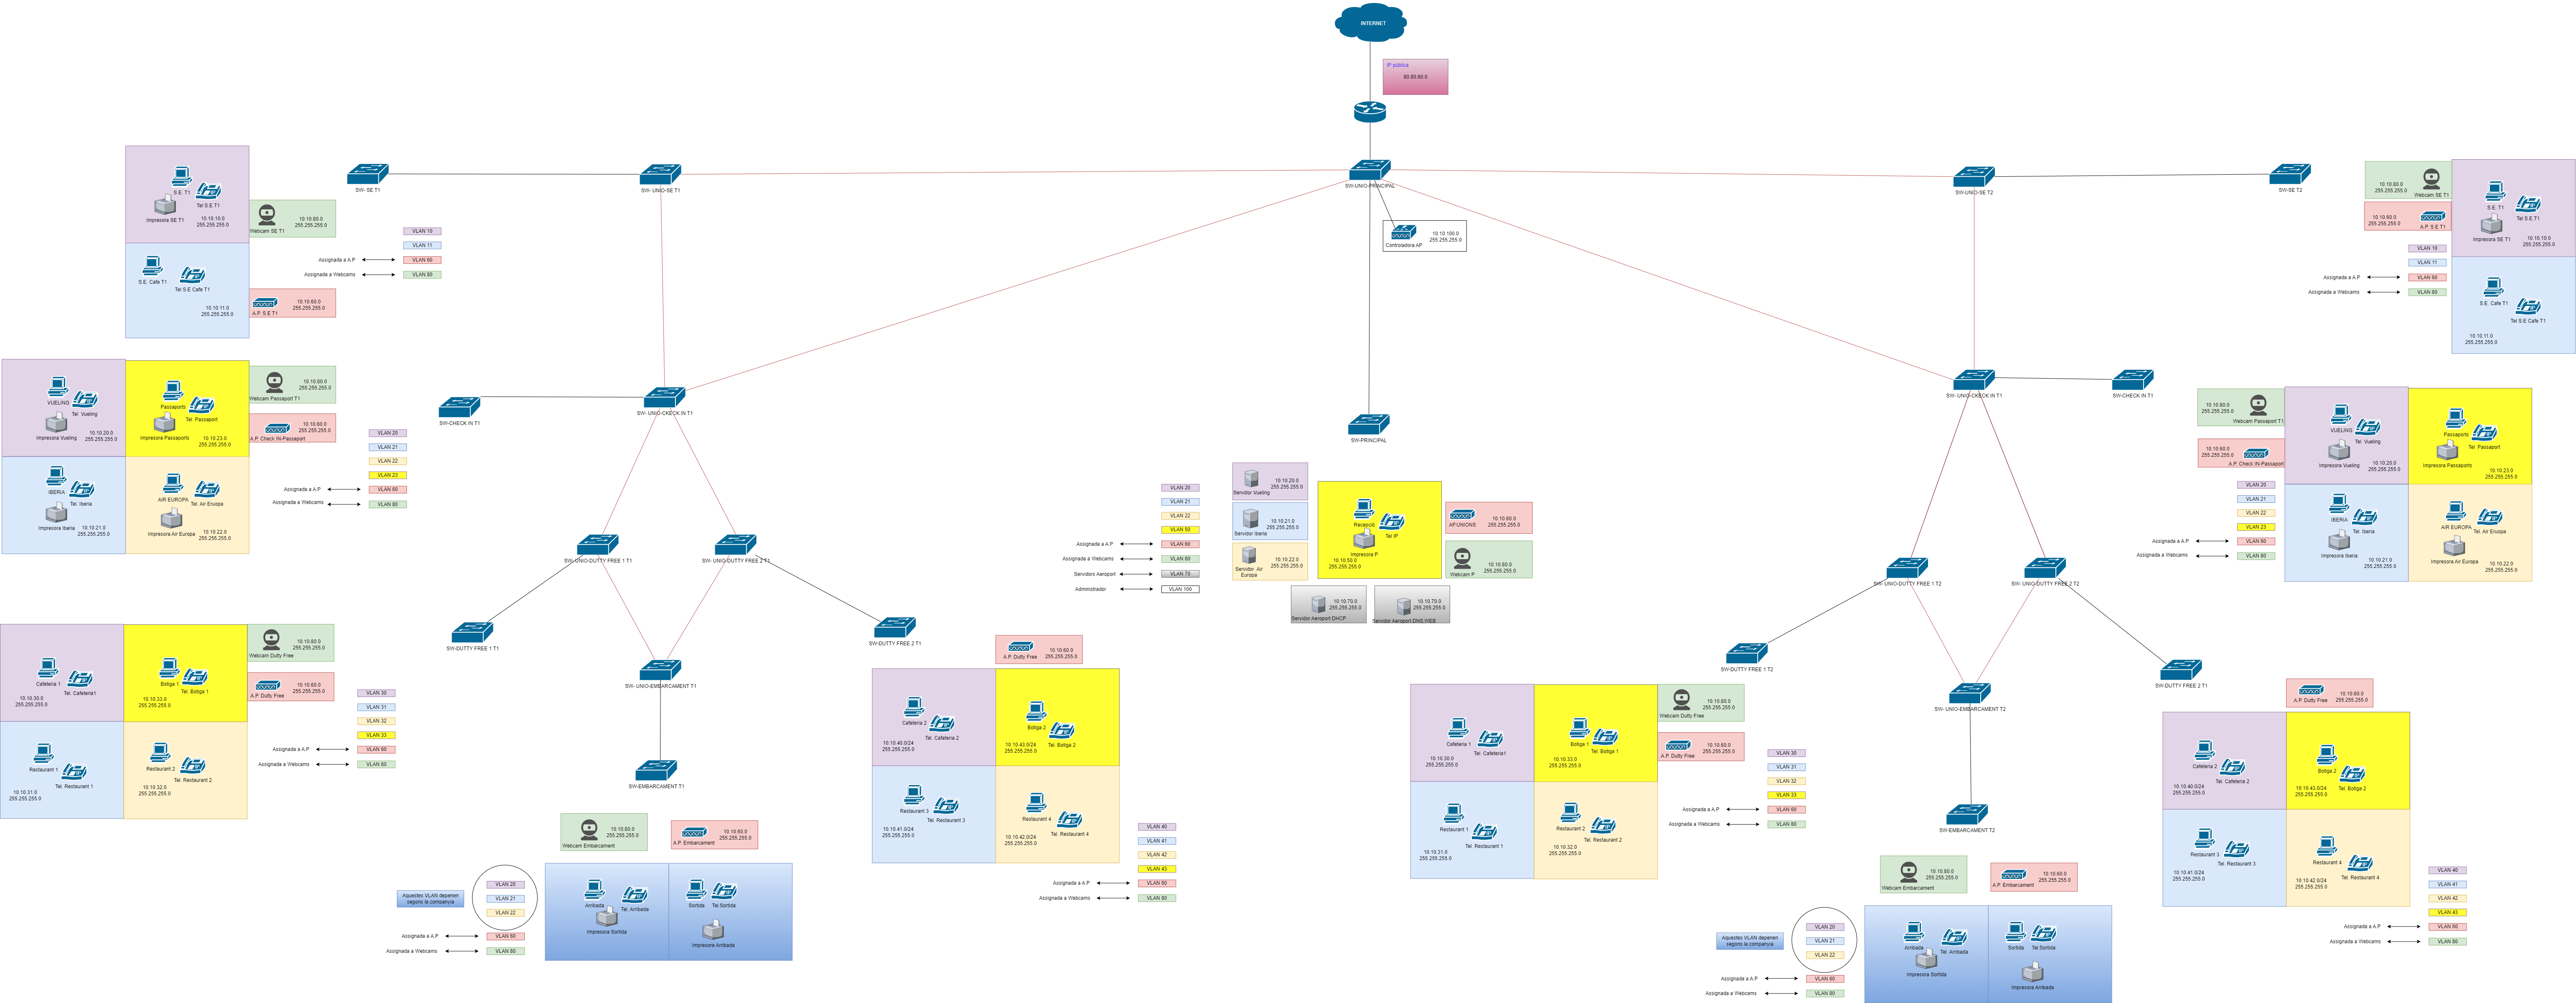 INTERNET
IP pública
80.80.80.0
SW- SE T1
SW- UNIO-SE T1
SW-UNIO-PRINCIPAL
SW-UNIO-SE T2
SW-SE T2
Controladora AP
10.10.100.0
255.255.255.0
S.E. T1
Tel S.E.T1
Impresora SE T1
10.10.10.0
255.255.255.0
Webcam SE T1
10.10.80.0
255.255.255.0
S.E. Cafe T1
Tel S.E Cafe T1
10.10.11.0
255.255.255.0
A.P. S.E T1
10.10.60.0
255.255.255.0
VLAN 10
VLAN 11
Assignada a A.P
VLAN 60
Assignada a Webcams
VLAN 80
10.10.80.0
255.255.255.0
Webcam SE T1
10.10.60.0
255.255.255.0
A.P. S.E T1
S.E. T1
Tel S.E T1
Impresora SE T1
10.10.10.0
255.255.255.0
VLAN 10
VLAN 11
Assignada a A.P
VLAN 60
Assignada a Webcams
VLAN 80
S.E. Cafe T1
Tel S.E Cafe T1
10.10.11.0
255.255.255.0
VUELING
Tel. Vueling
Impresora Vueling
10.10.20.0
255.255.255.0
Passaports
Tel. Passaport
Impresora Passaports
10.10.23.0
255.255.255.0
Webcam Passaport T1
10.10.80.0
255.255.255.0
A.P. Check IN-Passaport
10.10.60.0
255.255.255.0
IBERIA
Tel. Iberia
Impresora Iberia
10.10.21.0
255.255.255.0
AIR EUROPA
Tel. Air Eruopa
Impresora Air Europa
10.10.22.0
255.255.255.0
VLAN 20
VLAN 21
VLAN 22
VLAN 23
Assignada a A.P
VLAN 60
Assignada a Webcams
VLAN 80
SW-CHECK IN T1
SW- UNIO-CKECK IN T1
SW-PRINCIPAL
SW- UNIO-CKECK IN T1
SW-CHECK IN T1
10.10.80.0
255.255.255.0
Webcam Passaport T1
10.10.60.0
255.255.255.0
A.P. Check IN-Passaport
VUELING
Tel. Vueling
Impresora Vueling
10.10.20.0
255.255.255.0
Passaports
Tel. Passaport
Impresora Passaports
10.10.23.0
255.255.255.0
VLAN 20
VLAN 21
VLAN 22
VLAN 23
Assignada a A.P
VLAN 60
Assignada a Webcams
VLAN 80
IBERIA
Tel. Iberia
Impresora Iberia
10.10.21.0
255.255.255.0
AIR EUROPA
Tel. Air Eruopa
Impresora Air Europa
10.10.22.0
255.255.255.0
VLAN 20
VLAN 21
VLAN 22
VLAN 50
Assignada a A.P
VLAN 60
Assignada a Webcams
VLAN 80
Servidors Aeroport
VLAN 70
Administrador
VLAN 100
Servidor Vueling
10.10.20.0
255.255.255.0
Servidor Iberia
10.10.21.0
255.255.255.0
Servidor Air
Europa
10.10.22.0
255.255.255.0
Recepció
Tel IP
Impresora P
10.10.50.0
255.255.255.0
AP.UNIONS
10.10.60.0
255.255.255.0
Webcam P
10.10.80.0
255.255.255.0
Servidor Aeroport DHCP
10.10.70.0
255.255.255.0
Servidor Aeroport DNS,WEB
10.10.70.0
255.255.255.0
SW- UNIO-DUTTY FREE 1 T1
SW- UNIO-DUTTY FREE 2 T1
SW-DUTTY FREE 1 T1
SW-DUTTY FREE 2 T1
SW- UNIO-EMBARCAMENT T1
SW-EMBARCAMENT T1
SW- UNIO-DUTTY FREE 1 T2
SW- UNIO-DUTTY FREE 2 T2
SW-DUTTY FREE 1 T2
SW-DUTTY FREE 2 T1
SW- UNIO-EMBARCAMENT T2
SW-EMBARCAMENT T2
Cafeteria 1
Tel. Cafeteria1
10.10.30.0
255.255.255.0
Botiga 1
Tel. Botiga 1
10.10.33.0
255.255.255.0
Webcam Dutty Free
10.10.80.0
255.255.255.0
A.P. Dutty Free
10.10.60.0
255.255.255.0
Restaurant 1
Tel. Restaurant 1
10.10.31.0
255.255.255.0
Restaurant 2
Tel. Restaurant 2
10.10.32.0
255.255.255.0
VLAN 30
VLAN 31
VLAN 32
VLAN 33
Assignada a A.P
VLAN 60
Assignada a Webcams
VLAN 80
A.P. Dutty Free
10.10.60.0
255.255.255.0
Cafeteria 2
Tel. Cafeteria 2
10.10.40.0/24
255.255.255.0
Botiga 2
Tel. Botiga 2
10.10.43.0/24
255.255.255.0
Restaurant 3
Tel. Restaurant 3
10.10.41.0/24
255.255.255.0
Restaurant 4
Tel. Restaurant 4
10.10.42.0/24
255.255.255.0
VLAN 40
VLAN 41
VLAN 42
VLAN 43
Assignada a A.P
VLAN 60
Assignada a Webcams
VLAN 80
Webcam Embarcament
10.10.80.0
255.255.255.0
A.P. Embarcament
10.10.60.0
255.255.255.0
Aquestes VLAN depenen
segons la companyia
VLAN 20
VLAN 21
VLAN 22
Assignada a A.P
VLAN 60
Assignada a Webcams
VLAN 80
Arribada
Tel. Arribada
Impresora Sortida
Sortida
Tel.Sortida
Impresora Arribada
Cafeteria 1
Tel. Cafeteria1
10.10.30.0
255.255.255.0
Botiga 1
Tel. Botiga 1
10.10.33.0
255.255.255.0
Webcam Dutty Free
10.10.80.0
255.255.255.0
A.P. Dutty Free
10.10.60.0
255.255.255.0
Restaurant 1
Tel. Restaurant 1
10.10.31.0
255.255.255.0
Restaurant 2
Tel. Restaurant 2
10.10.32.0
255.255.255.0
VLAN 30
VLAN 31
VLAN 32
VLAN 33
Assignada a A.P
VLAN 60
Assignada a Webcams
VLAN 80
A.P. Dutty Free
10.10.60.0
255.255.255.0
Cafeteria 2
Tel. Cafeteria 2
10.10.40.0/24
255.255.255.0
Botiga 2
Tel. Botiga 2
10.10.43.0/24
255.255.255.0
Restaurant 3
Tel. Restaurant 3
10.10.41.0/24
255.255.255.0
Restaurant 4
Tel. Restaurant 4
10.10.42.0/24
255.255.255.0
VLAN 40
VLAN 41
VLAN 42
VLAN 43
Assignada a A.P
VLAN 60
Assignada a Webcams
VLAN 80
Webcam Embarcament
10.10.80.0
255.255.255.0
A.P. Embarcament
10.10.60.0
255.255.255.0
Aquestes VLAN depenen
segons la companyia
VLAN 20
VLAN 21
VLAN 22
Assignada a A.P
VLAN 60
Assignada a Webcams
VLAN 80
Arribada
Tel. Arribada
Impresora Sortida
Sortida
Tel.Sortida
Impresora Arribada